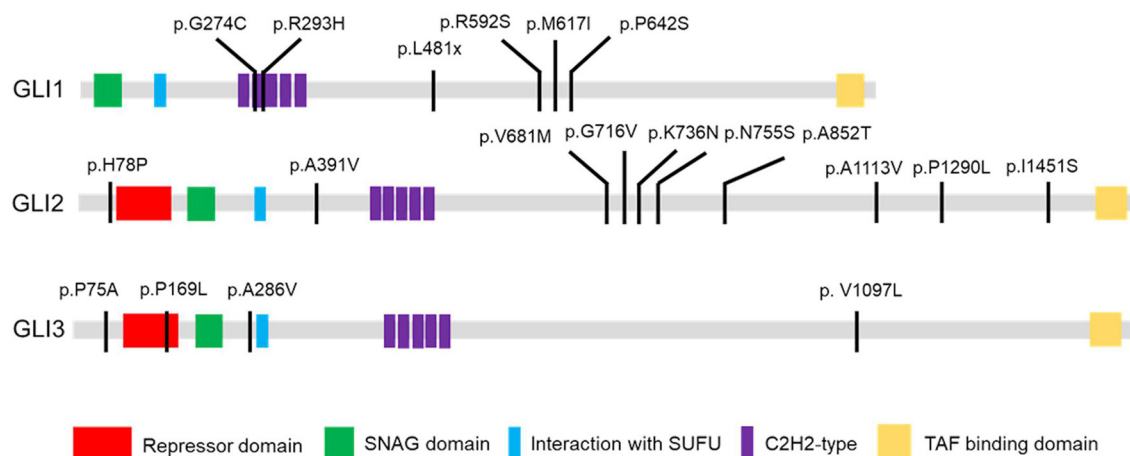 p.G274C p.R293H p.L481x p.R592S p.M617I p.P642S
GLI1
p.V681M p.G716V p.K736N p.N755S p.A852T
p.H78P p.A391V p.A1113V p.P1290L p.I1451S
GLI2
p.P75A p.P169L p.A286V p. V1097L
GLI3
Repressor domain SNAG domain Interaction with SUFU C2H2-type TAF binding domain